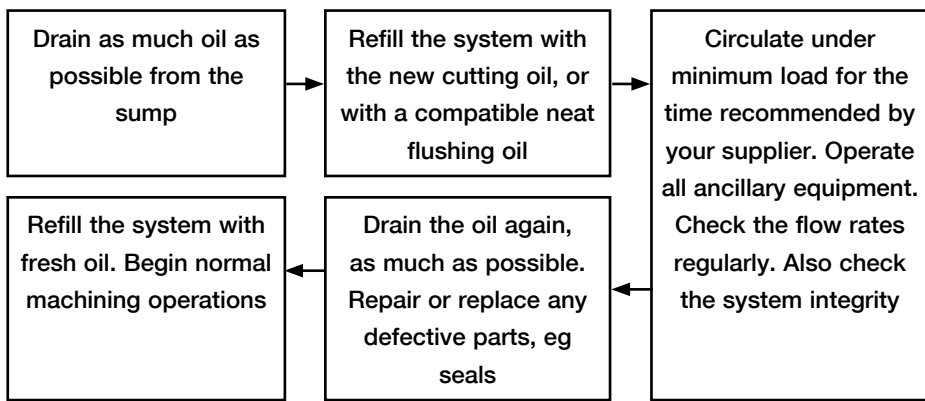 Drain as much oil as
possible from the
sump
Refill the system with
the new cutting oil, or
with a compatible neat
flushing oil
Circulate under
minimum load for the
time recommended by
your supplier. Operate
all ancillary equipment.
Check the flow rates
regularly. Also check
the system integrity
Drain the oil again,
as much as possible.
Repair or replace any
defective parts, eg
seals
Refill the system with
fresh oil. Begin normal
machining operations